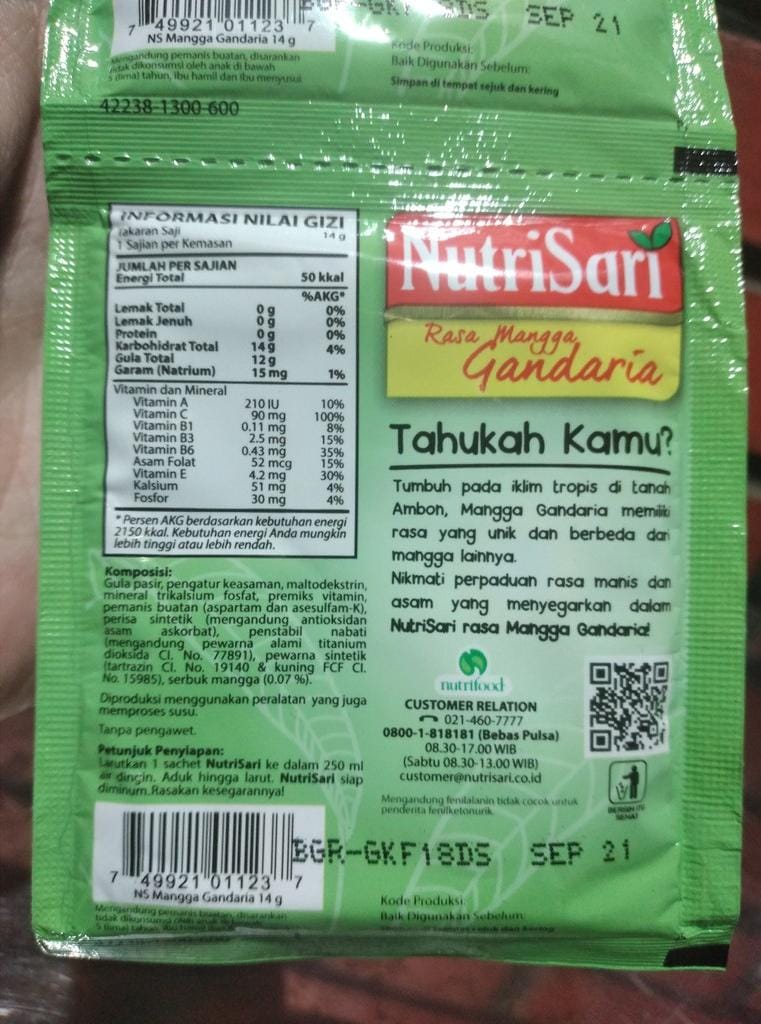 7 49921 01123 7
NS Mangga Gandaria 14 g
SEP 21
Mengandung pemanis buatan, disarankan
tidak dikonsumsi oleh anak di bawah
5 (lima) tahun, ibu hamil dan ibu menyusui
Kode Produksi:
Baik Digunakan Sebelum:
Simpan di tempat sejuk dan kering
42238-1300-600
INFORMASI NILAI GIZI
Takaran Saji 14 g
1 Sajian per Kemasan
JUMLAH PER SAJIAN
Energi Total 50 kkal
%AKG*
Lemak Total 0 g 0%
Lemak Jenuh 0 g 0%
Protein 0 g 0%
Karbohidrat Total 14 g 4%
Gula Total 12 g
Garam (Natrium) 15 mg 1%
Vitamin dan Mineral
Vitamin A 210 IU 10%
Vitamin C 90 mg 100%
Vitamin B1 0.11 mg 8%
Vitamin B3 2.5 mg 15%
Vitamin B6 0.43 mg 35%
Asam Folat 52 mcg 15%
Vitamin E 4.2 mg 30%
Kalsium 51 mg 4%
Fosfor 30 mg 4%
* Persen AKG berdasarkan kebutuhan energi
2150 kkal. Kebutuhan energi Anda mungkin
lebih tinggi atau lebih rendah.
Komposisi:
Gula pasir, pengatur keasaman, maltodekstrin,
mineral trikalsium fosfat, premiks vitamin,
pemanis buatan (aspartam dan asesulfam-K),
perisa sintetik (mengandung antioksidan
asam askorbat), penstabil nabati
(mengandung pewarna alami titanium
dioksida CI. No. 77891), pewarna sintetik
(tartrazin CI. No. 19140 & kuning FCF CI.
No. 15985), serbuk mangga (0.07 %).
Diproduksi menggunakan peralatan yang juga
memproses susu.
Tanpa pengawet.
Petunjuk Penyiapan:
Larutkan 1 sachet NutriSari ke dalam 250 ml
air dingin. Aduk hingga larut. NutriSari siap
diminum. Rasakan kesegarannya!
NutriSari
Rasa Mangga
Gandaria
Tahukah Kamu?
Tumbuh pada iklim tropis di tanah
Ambon, Mangga Gandaria memiliki
rasa yang unik dan berbeda dari
mangga lainnya.
Nikmati perpaduan rasa manis dan
asam yang menyegarkan dalam
NutriSari rasa Mangga Gandaria!
nutrifood
CUSTOMER RELATION
021-460-7777
0800-1-818181 (Bebas Pulsa)
08.30-17.00 WIB
(Sabtu 08.30-13.00 WIB)
customer@nutrisari.co.id
Mengandung fenilalanin tidak cocok untuk
penderita fenilketonurik.
BERSIH ITU
SEHAT
BGR-GKF18DS SEP 21
7 49921 01123 7
NS Mangga Gandaria 14 g
Mengandung pemanis buatan, disarankan
tidak dikonsumsi oleh anak di bawah
Kode Produksi:
Baik Digunakan Sebelum: